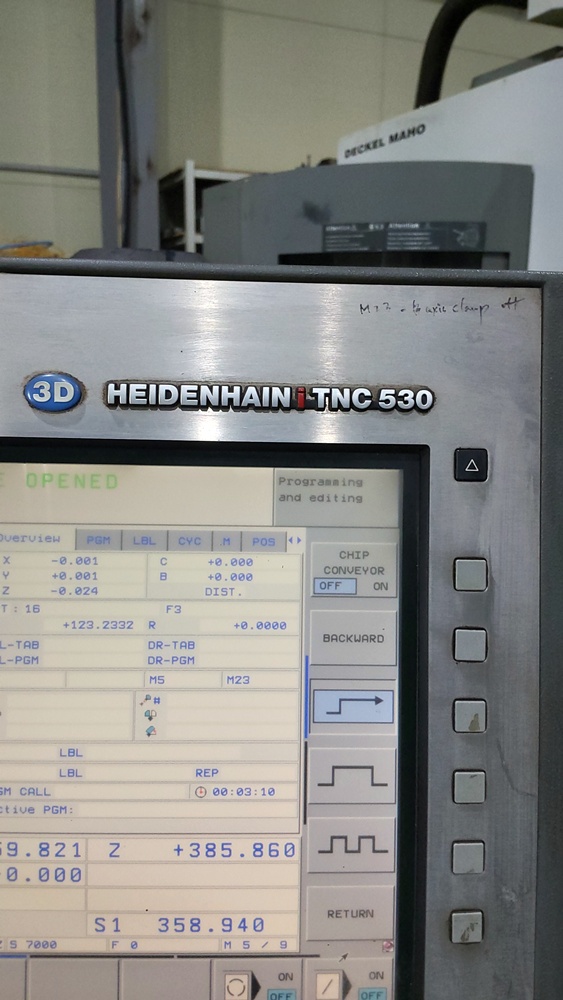 DECKEL MAHO
axis clamp off
3D HEIDENHAIN iTNC 530
E OPENED
Programming
and editing
Overview PGM LBL CYC M POS
CHIP
CONVEYOR
OFF ON
X -0.001 C +0.000
Y +0.001 B +0.000
Z -0.024 DIST.
T: 16 F3
+123.2332 R +0.0000
BACKWARD
L-TAB DR-TAB
L-PGM DR-PGM
M5 M23
#
LBL
LBL REP
GM CALL 00:03:10
ctive PGM:
59.821 Z +385.860
0.000
S1 358.940
RETURN
Z S 7000 F 0 M 5 / 9
ON ON
OFF OFF